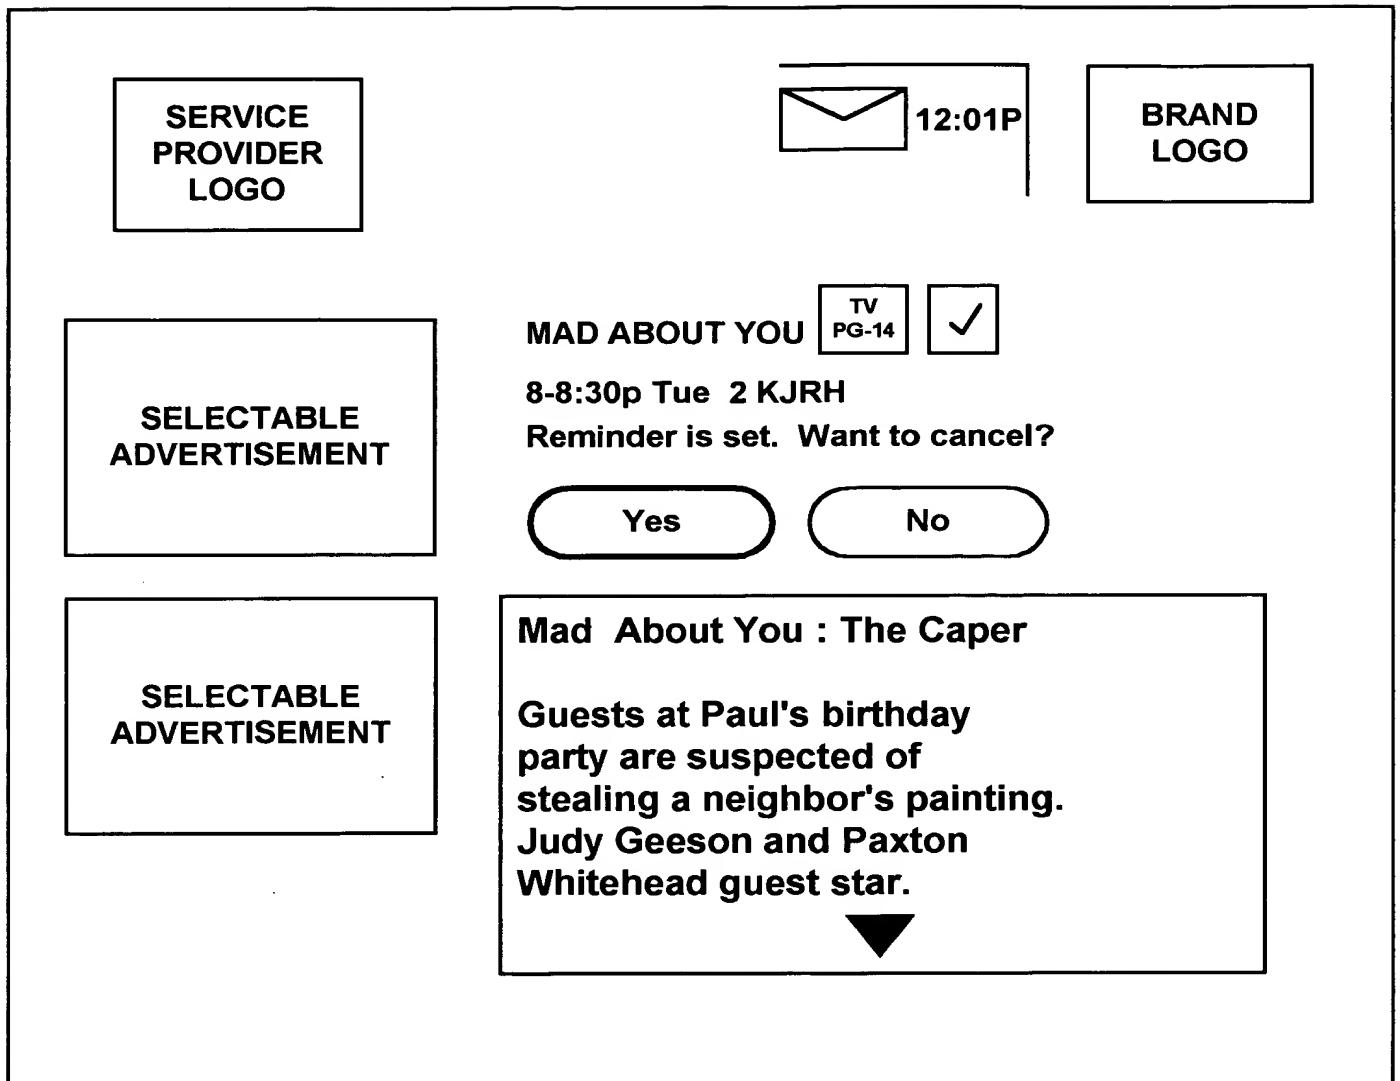 SERVICE
PROVIDER
LOGO
12:01P
BRAND
LOGO
MAD ABOUT YOU
TV
PG-14
8-8:30p Tue 2 KJRH
Reminder is set. Want to cancel?
Yes No
SELECTABLE
ADVERTISEMENT
SELECTABLE
ADVERTISEMENT
Mad About You : The Caper
Guests at Paul's birthday
party are suspected of
stealing a neighbor's painting.
Judy Geeson and Paxton
Whitehead guest star.